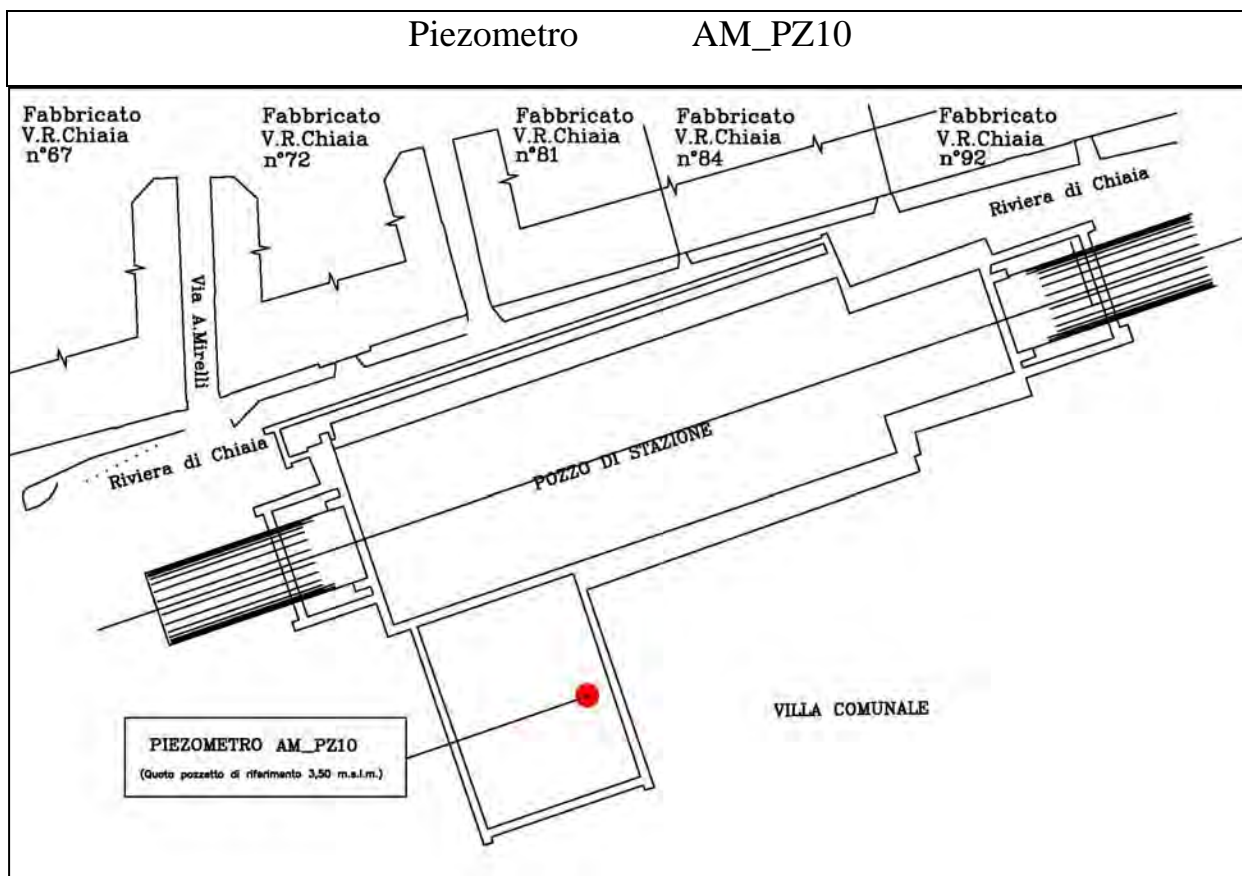 Piezometro AM_PZ10
Fabbricato
V.R.Chiaia
n°67
Fabbricato
V.R.Chiaia
n°72
Fabbricato
V.R.Chiaia
n°81
Fabbricato
V.R.Chiaia
n°84
Fabbricato
V.R.Chiaia
n°92
Riviera di Chiaia
Via A.Mirelli
Riviera di Chiaia
POZZO DI STAZIONE
VILLA COMUNALE
PIEZOMETRO AM_PZ10
(Quota pozzetto di riferimento 3,50 m.s.l.m.)